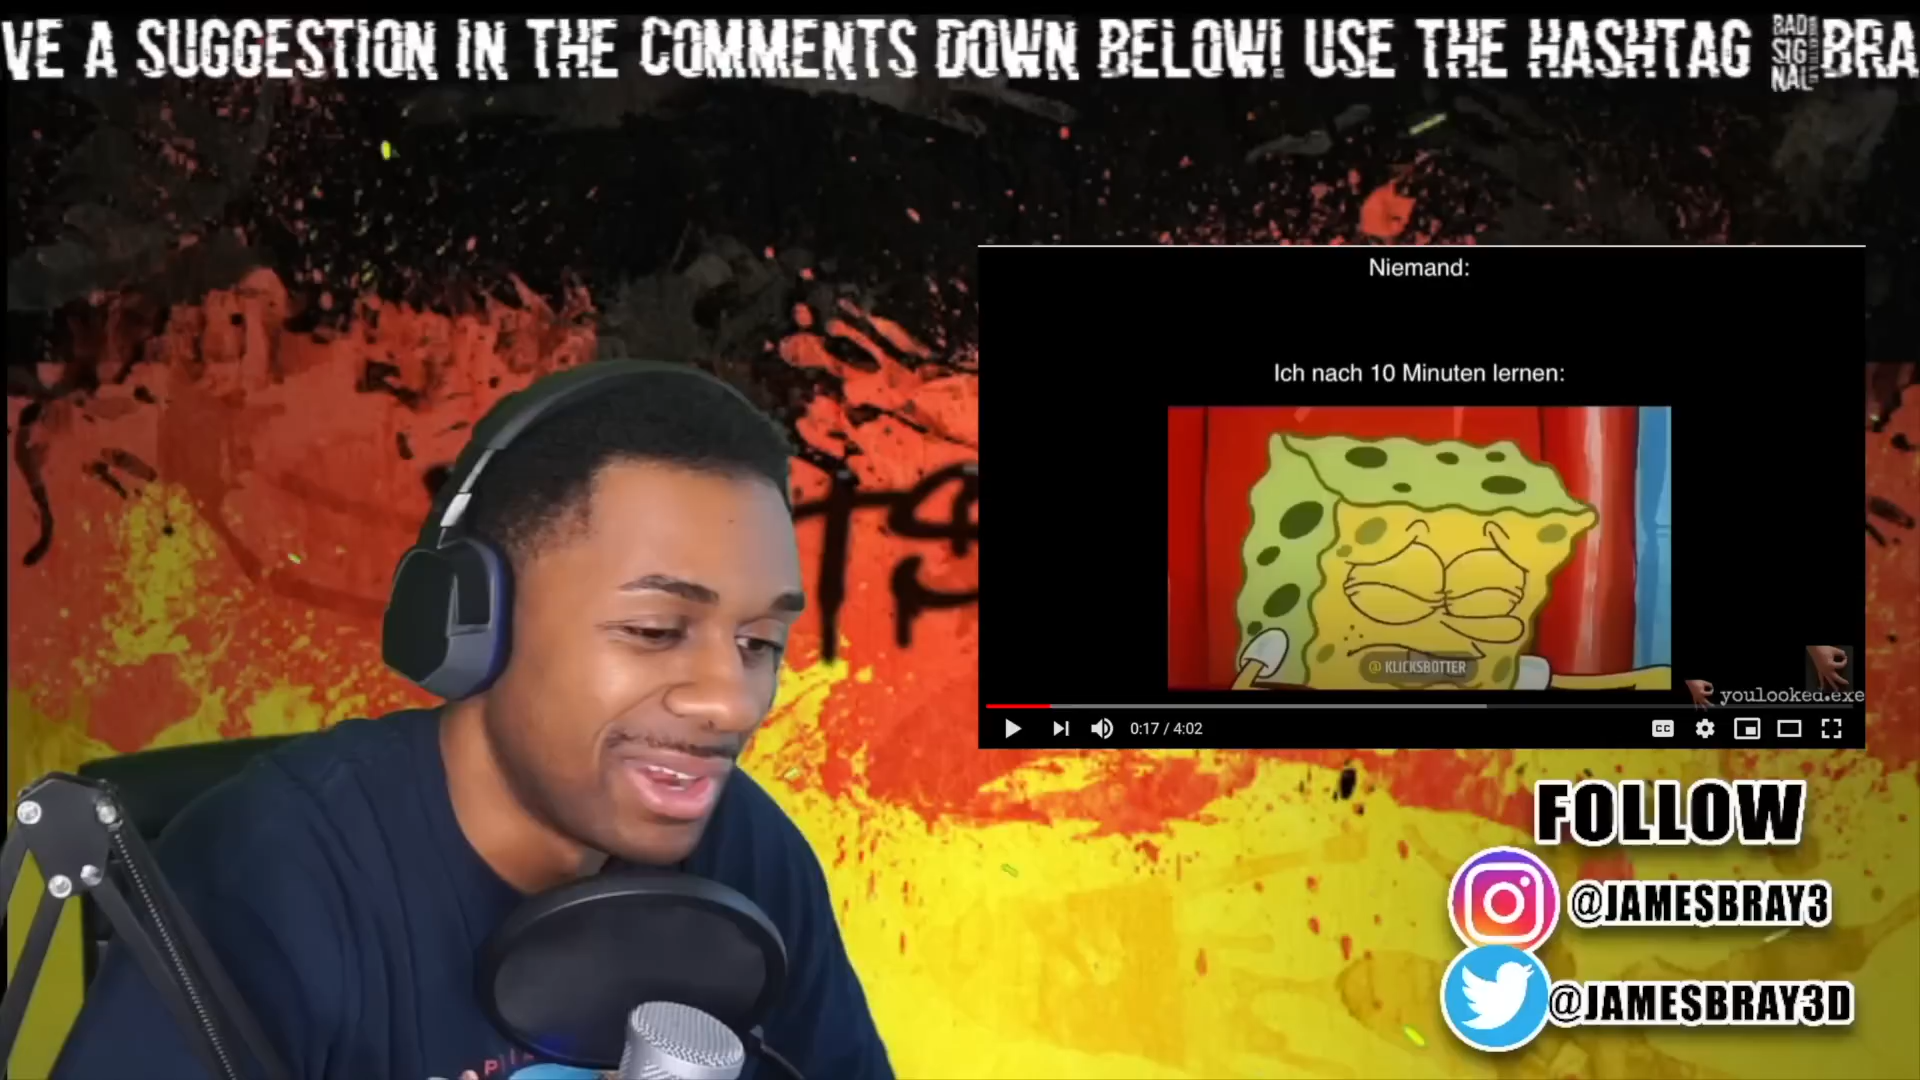 VE A SUGGESTION IN THE COMMENTS DOWN BELOW! USE THE HASHTAG
BAD
SIG
NAL
BRA
Niemand:
Ich nach 10 Minuten lernen:
@ KLICKSBOTTER
youlooked.exe
0:17 / 4:02
CC
FOLLOW
@JAMESBRAY3
@JAMESBRAY3D